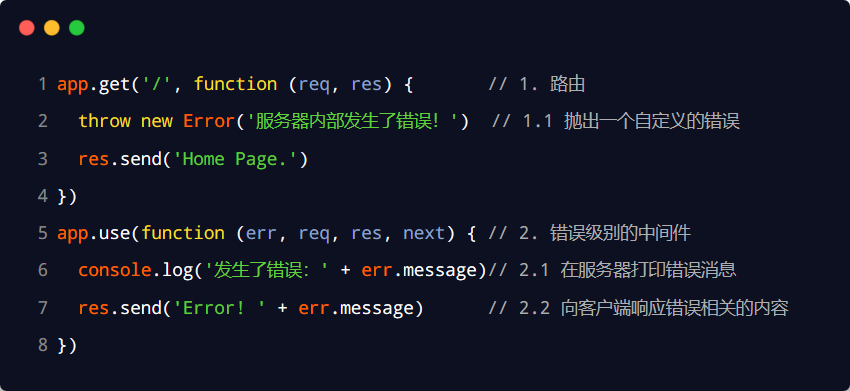 1 app.get('/', function (req, res) {       // 1. 路由
2   throw new Error('服务器内部发生了错误！')  // 1.1 抛出一个自定义的错误
3   res.send('Home Page.')
4 })
5 app.use(function (err, req, res, next) { // 2. 错误级别的中间件
6   console.log('发生了错误：' + err.message)// 2.1 在服务器打印错误消息
7   res.send('Error！' + err.message)      // 2.2 向客户端响应错误相关的内容
8 })